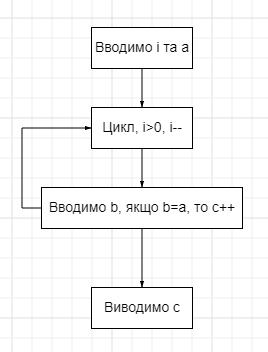 Вводимо i та a
Цикл, i>0, i--
Вводимо b, якщо b=a, то c++
Виводимо c